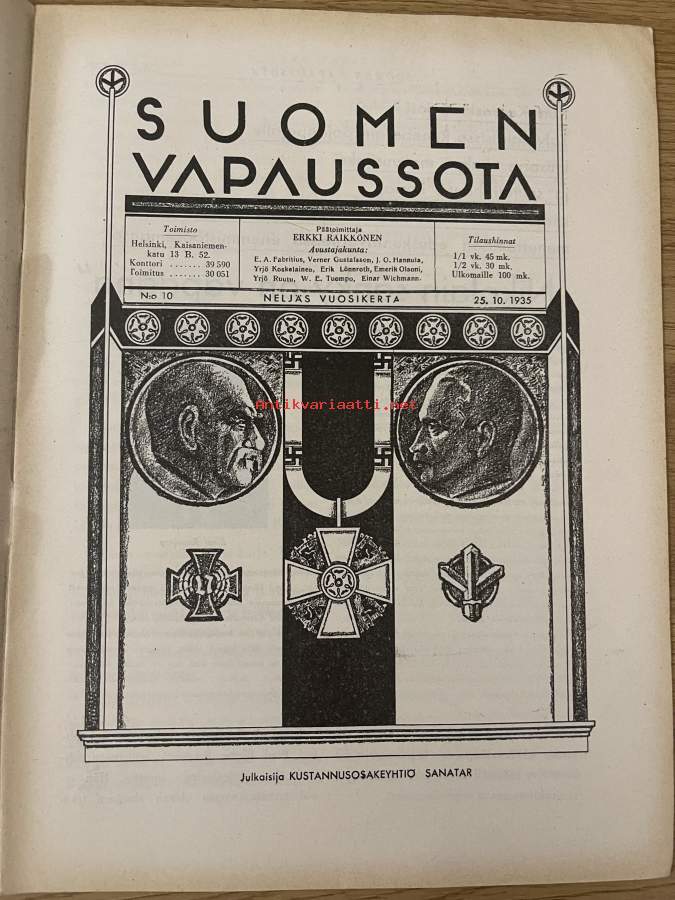 SUOMEN
VAPAUSSOTA
Toimisto
Helsinki, Kaisaniemen-
katu 13 B. 52.
Konttori ....... 39 590
Toimitus ....... 30 051
Päätoimittaja
ERKKI RÄIKKÖNEN
Avustajakunta:
E. A. Fabritius, Verner Gustafsson, J. O. Hannula,
Yrjö Koskelainen, Erik Lönnroth, Emerik Olsoni,
Yrjö Ruutu, W. E. Tuompo, Einar Wichmann.
Tilaushinnat
1/1 vk. 45 mk.
1/2 vk. 30 mk.
Ulkomaille 100 mk.
N:o 10 NELJÄS VUOSIKERTA 25. 10. 1935
Antikvariaatti.net
27
Julkaisija KUSTANNUSOSAKEYHTIÖ SANATAR